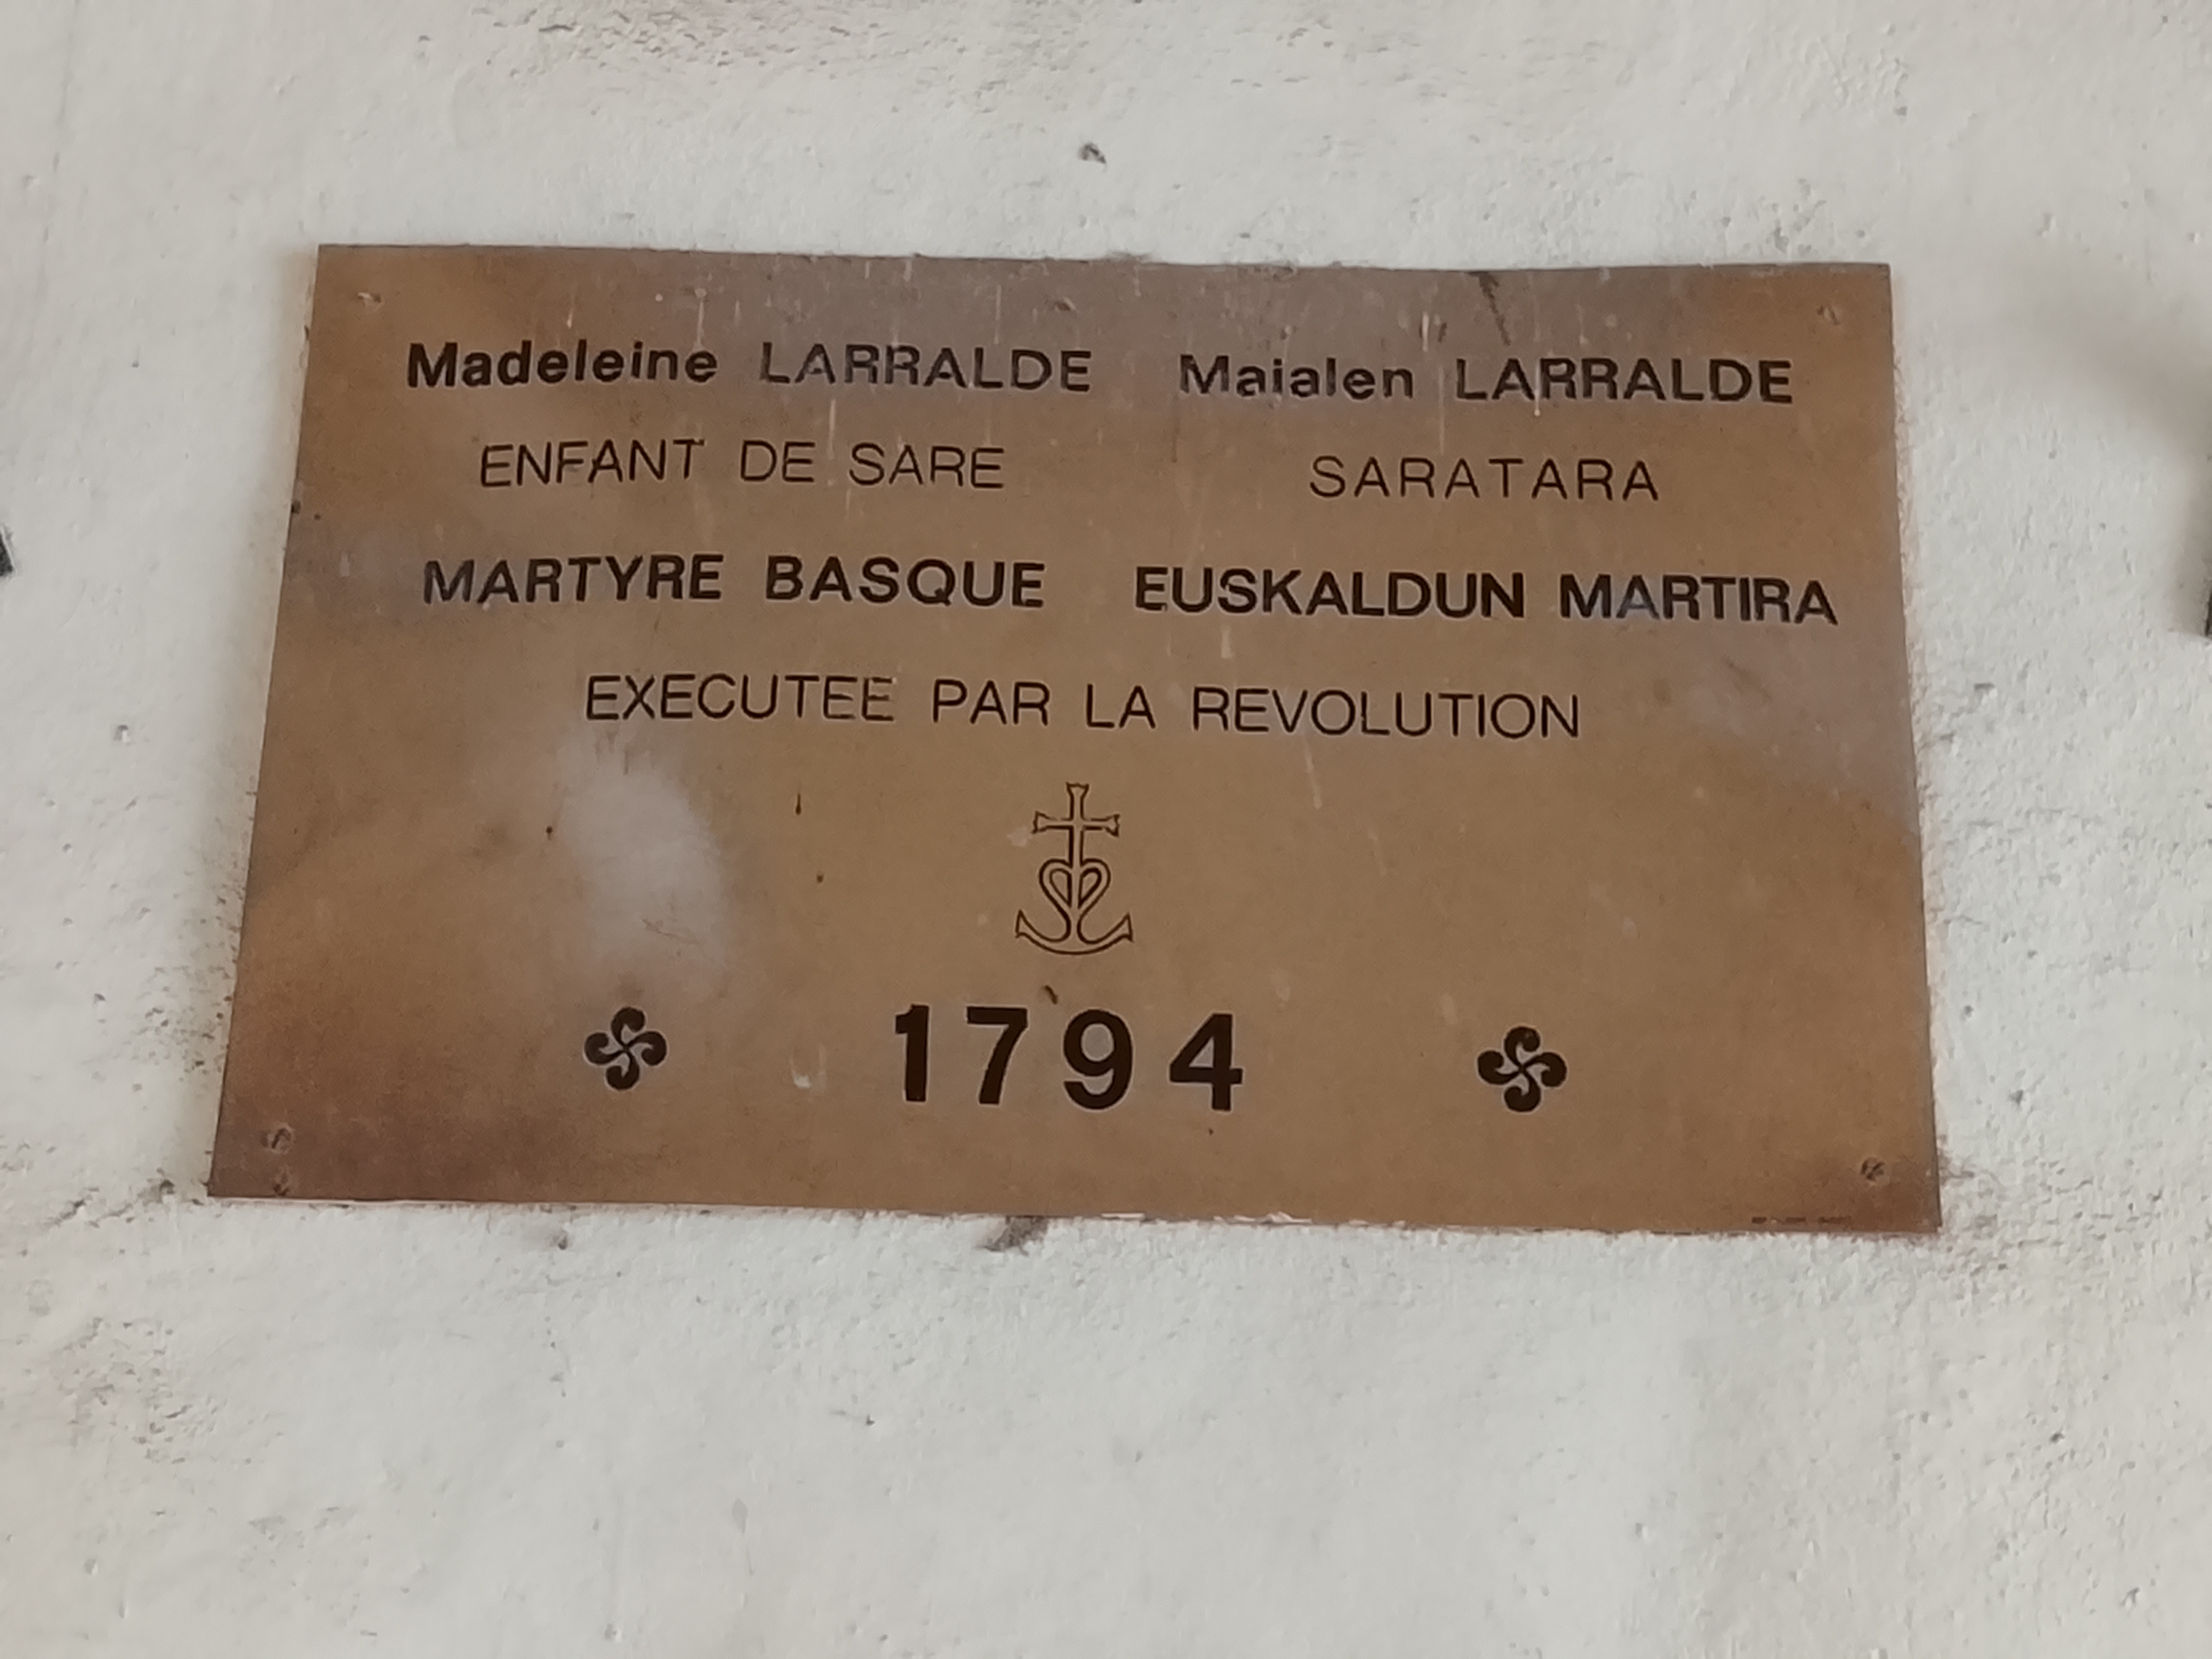 Madeleine LARRALDE Maialen LARRALDE
ENFANT DE SARE SARATARA
MARTYRE BASQUE EUSKALDUN MARTIRA
EXECUTEE PAR LA REVOLUTION
1794